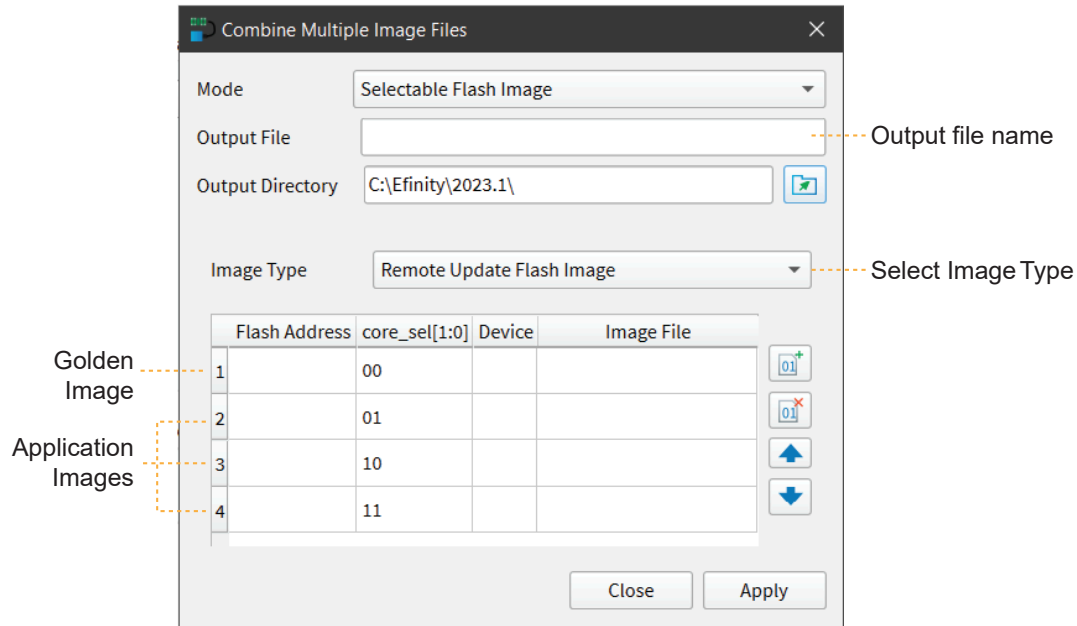 Combine Multiple Image Files
Mode
Selectable Flash Image
Output File
Output file name
Output Directory
C:\Efinity\2023.1\
Image Type
Remote Update Flash Image
Select Image Type
Flash Address core_sel[1:0] Device Image File
Golden
Image
1 00
2 01
Application
Images
3 10
4 11
01
01
Close
Apply